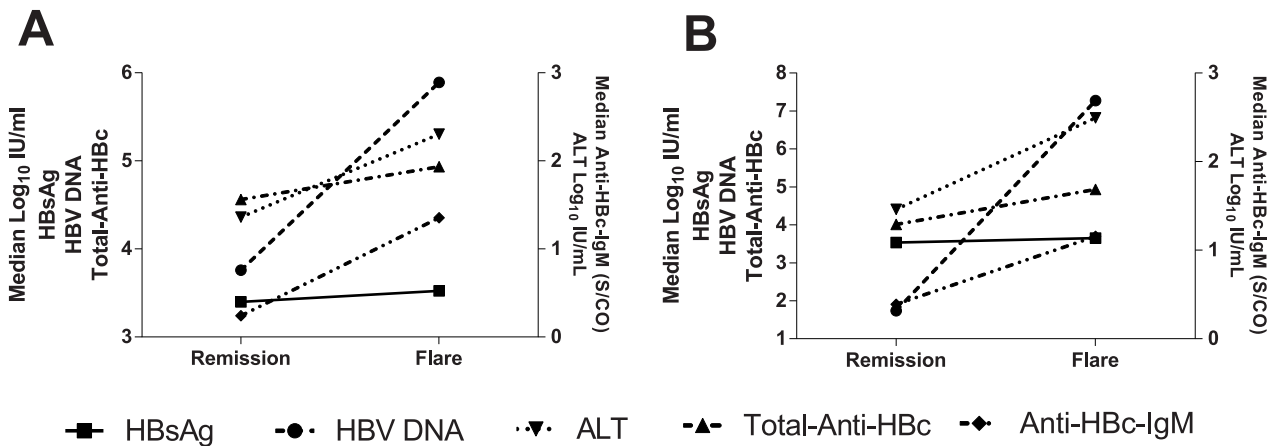 A
Median Log10 IU/ml
HBsAg
HBV DNA
Total-Anti-HBc
6
5
4
3
3
2
1
0
Median Anti-HBc-IgM (S/CO)
ALT Log10 IU/mL
Remission
Flare
B
Median Log10 IU/ml
HBsAg
HBV DNA
Total-Anti-HBc
8
7
6
5
4
3
2
1
3
2
1
0
Median Anti-HBc-IgM (S/CO)
ALT Log10 IU/mL
Remission
Flare
HBsAg
HBV DNA
ALT
Total-Anti-HBc
Anti-HBc-IgM